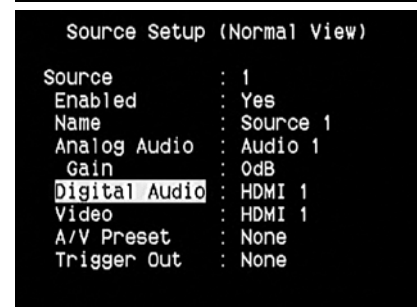 Source Setup (Normal View)
Source : 1
Enabled : Yes
Name : Source 1
Analog Audio : Audio 1
Gain : 0dB
Digital Audio : HDMI 1
Video : HDMI 1
A/V Preset : None
Trigger Out : None